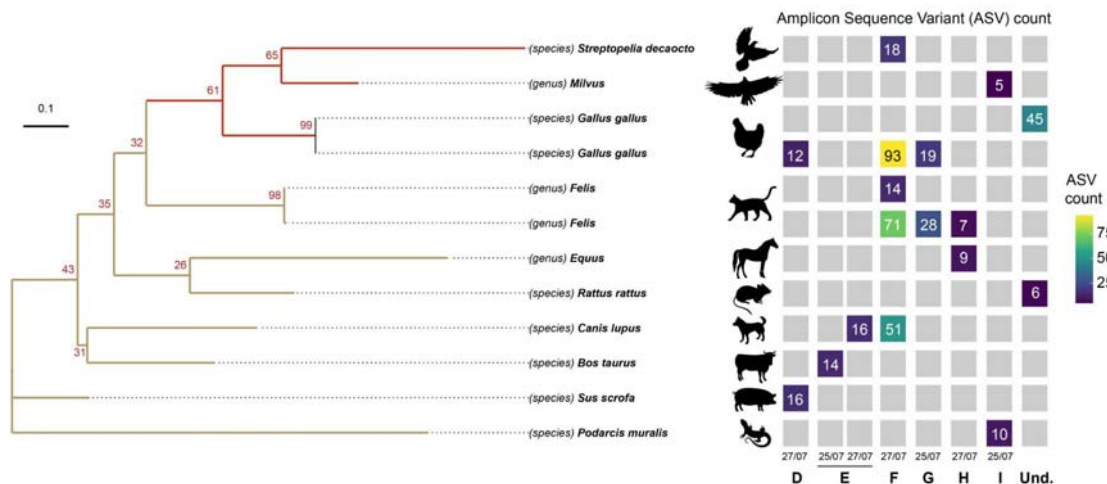 Amplicon Sequence Variant (ASV) count
(species) Streptopelia decaocto
18
65
(genus) Milvus
5
61
0.1
(species) Gallus gallus
45
99
(species) Gallus gallus
12 93 19
32
(genus) Felis
14
98
(genus) Felis
71 28 7
35
(genus) Equus
9
26
(species) Rattus rattus
6
43
(species) Canis lupus
16 51
31
(species) Bos taurus
14
(species) Sus scrofa
16
(species) Podarcis muralis
10
27/07 25/07 27/07 27/07 25/07 27/07 25/07
D E F G H I Und.
ASV
count
75
50
25